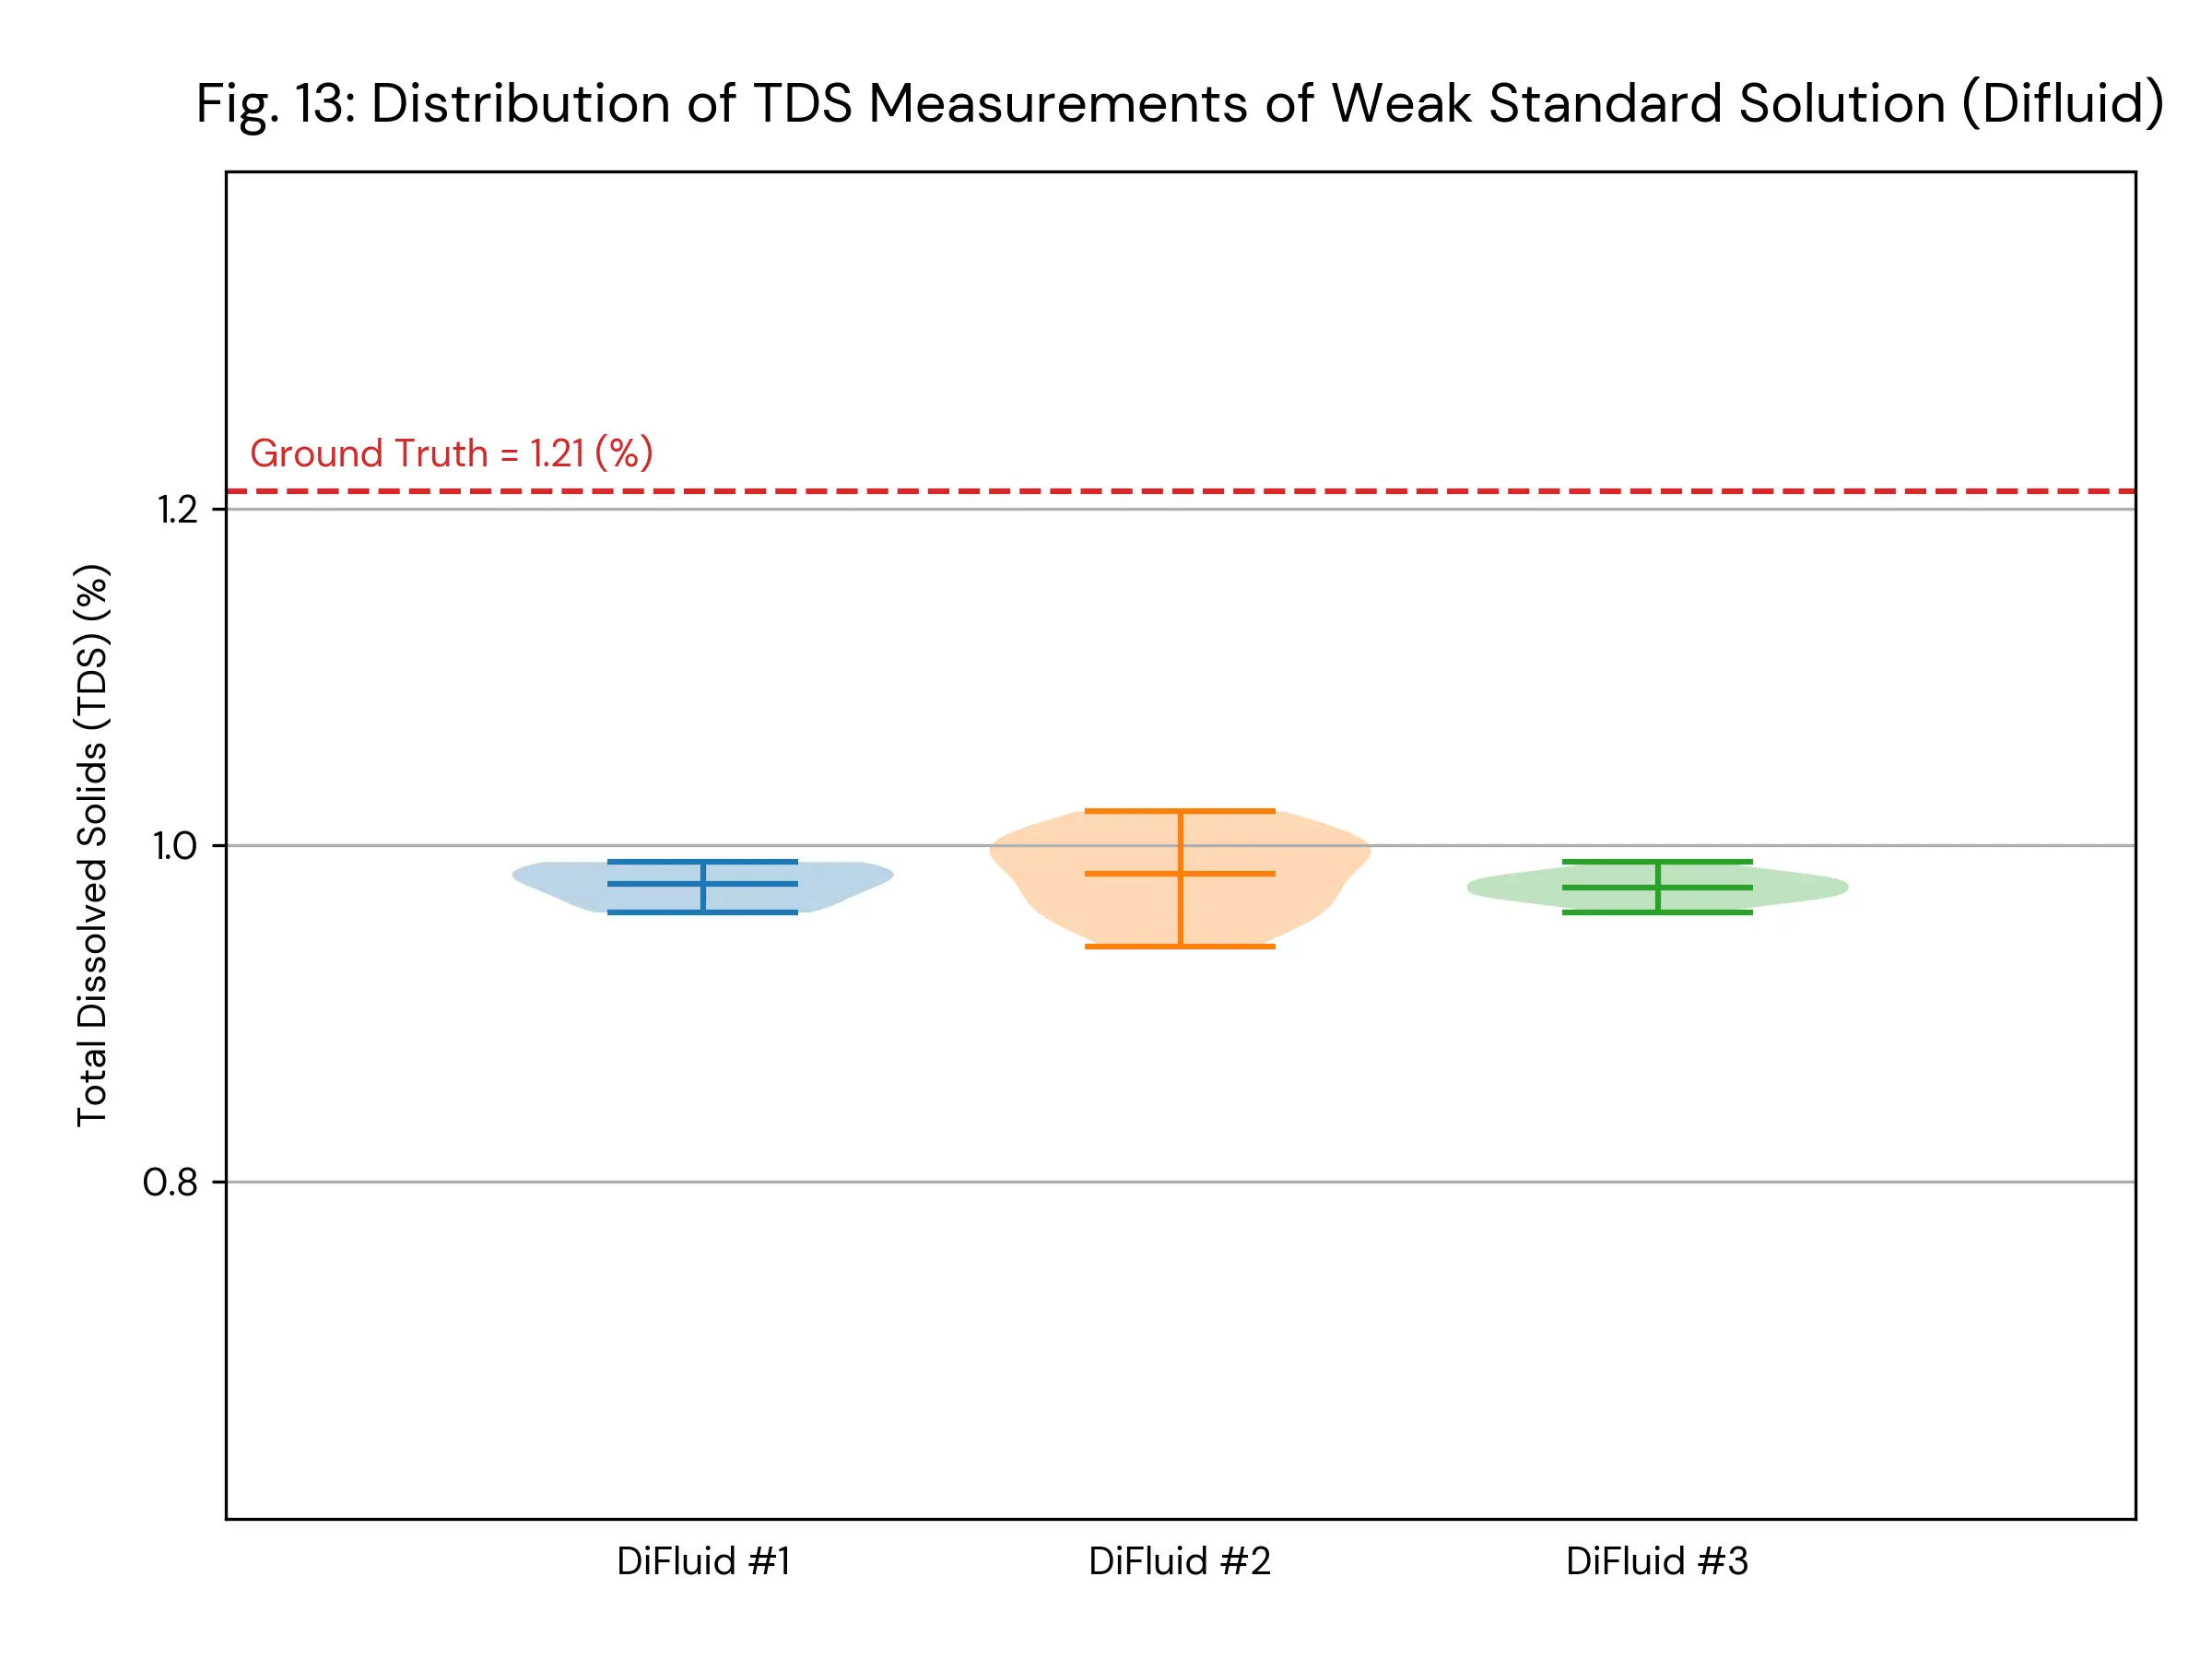 Fig. 13: Distribution of TDS Measurements of Weak Standard Solution (Difluid)
Ground Truth = 1.21 (%)
1.2
1.0
0.8
Total Dissolved Solids (TDS) (%)
DiFluid #1
DiFluid #2
DiFluid #3